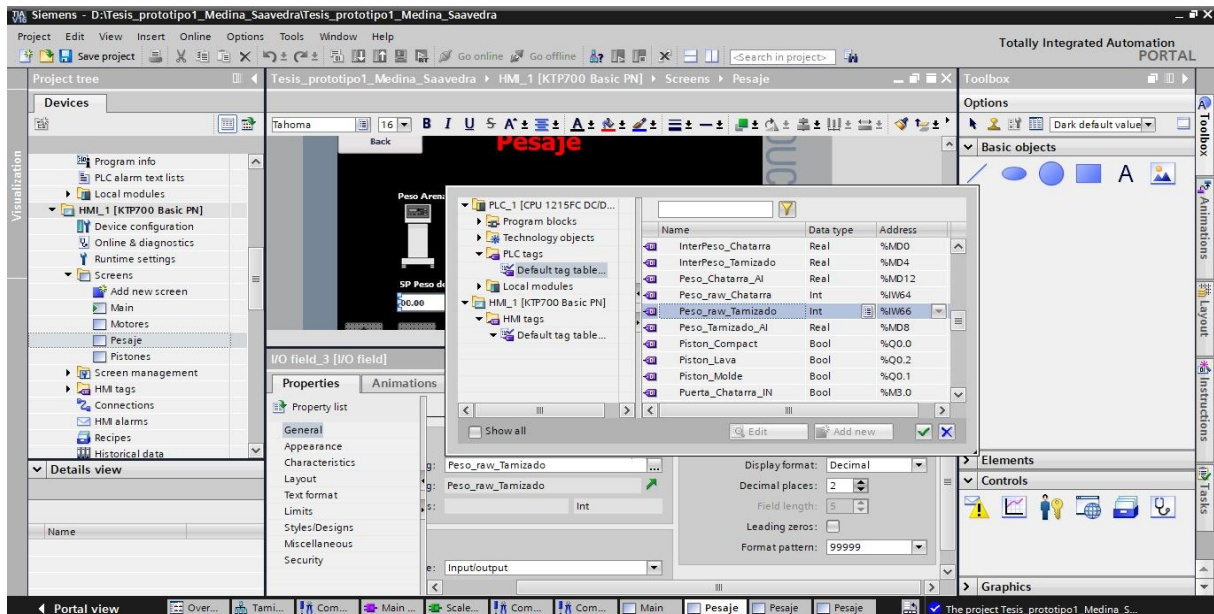 Siemens - D:\Tesis_prototipo1_Medina_Saavedra\Tesis_prototipo1_Medina_Saavedra
Project Edit View Insert Online Options Tools Window Help
Totally Integrated Automation
PORTAL
Save project
Go online
Go offline
<Search in project>
Project tree
Tesis_prototipo1_Medina_Saavedra HMI_1 [KTP700 Basic PN] Screens Pesaje
Toolbox
Devices
Options
Tahoma
16
B I U S
Dark default value
Visualization
Program info
PLC alarm text lists
Local modules
HMI_1 [KTP700 Basic PN]
Device configuration
Online & diagnostics
Runtime settings
Screens
Add new screen
Main
Motores
Pesaje
Pistones
Screen management
HMI tags
Connections
HMI alarms
Recipes
Historical data
Details view
Name
Back
Pesaje
Peso Arena
SP Peso de
00.00
PLC_1 [CPU 1215FC DC/D...
Program blocks
Technology objects
PLC tags
Default tag table...
Local modules
HMI_1 [KTP700 Basic PN]
HMI tags
Default tag table...
Name Data type Address
InterPeso_Chatarra Real %MD0
InterPeso_Tamizado Real %MD4
Peso_Chatarra_AI Real %MD12
Peso_raw_Chatarra Int %IW64
Peso_raw_Tamizado Int %IW66
Peso_Tamizado_AI Real %MD8
Piston_Compact Bool %Q0.0
Piston_Lava Bool %Q0.2
Piston_Molde Bool %Q0.1
Puerta_Chatarra_IN Bool %M3.0
Show all
Edit
Add new
I/O field_3 [I/O field]
Properties Animations
Property list
General
Appearance
Characteristics
Layout
Text format
Limits
Styles/Designs
Miscellaneous
Security
g: Peso_raw_Tamizado
g: Peso_raw_Tamizado
s: Int
e: Input/output
Display format: Decimal
Decimal places: 2
Field length: 5
Leading zeros:
Format pattern: 99999
Basic objects
A
Elements
Controls
Graphics
Toolbox
Animations
Layout
Instructions
Tasks
Portal view
Over...
Tami...
Com...
Main ...
Scale...
Com...
Com...
Main
Pesaje
Pesaje
Pesaje
The project Tesis_prototipo1_Medina_S...